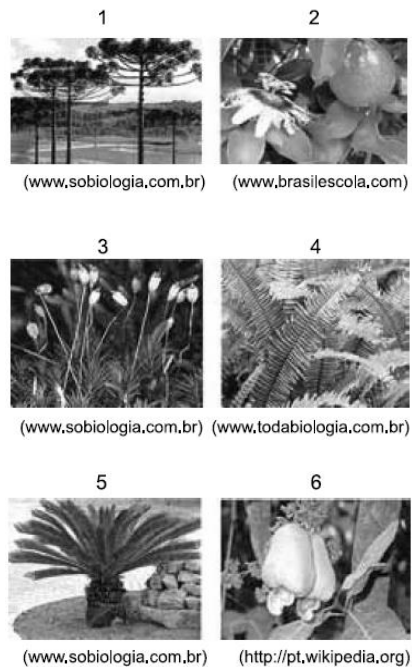 1
2
(www.sobiologia.com.br)
(www.brasilescola.com)
3
4
(www.sobiologia.com.br)
(www.todabiologia.com.br)
5
6
(www.sobiologia.com.br)
(http://pt.wikipedia.org)